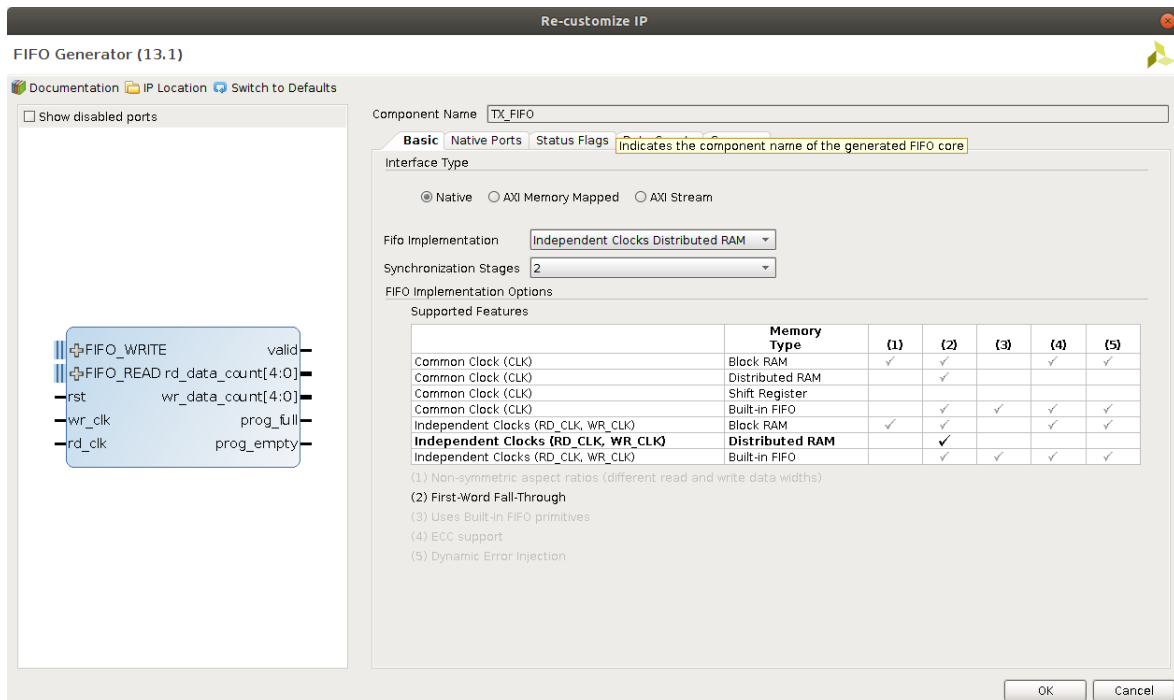 Re-customize IP
FIFO Generator (13.1)
Documentation IP Location Switch to Defaults
Show disabled ports
FIFO_WRITE valid
FIFO_READ rd_data_count[4:0]
rst wr_data_count[4:0]
wr_clk prog_full
rd_clk prog_empty
Component Name TX_FIFO
Basic Native Ports Status Flags
Indicates the component name of the generated FIFO core
Interface Type
Native AXI Memory Mapped AXI Stream
Fifo Implementation Independent Clocks Distributed RAM
Synchronization Stages 2
FIFO Implementation Options
Supported Features
Memory
Type (1) (2) (3) (4) (5)
Common Clock (CLK) Block RAM ✓ ✓ ✓ ✓
Common Clock (CLK) Distributed RAM ✓
Common Clock (CLK) Shift Register
Common Clock (CLK) Built-in FIFO ✓ ✓ ✓ ✓
Independent Clocks (RD_CLK, WR_CLK) Block RAM ✓ ✓ ✓ ✓
Independent Clocks (RD_CLK, WR_CLK) Distributed RAM ✓
Independent Clocks (RD_CLK, WR_CLK) Built-in FIFO ✓ ✓ ✓ ✓
(1) Non-symmetric aspect ratios (different read and write data widths)
(2) First-Word Fall-Through
(3) Uses Built-in FIFO primitives
(4) ECC support
(5) Dynamic Error Injection
OK Cancel